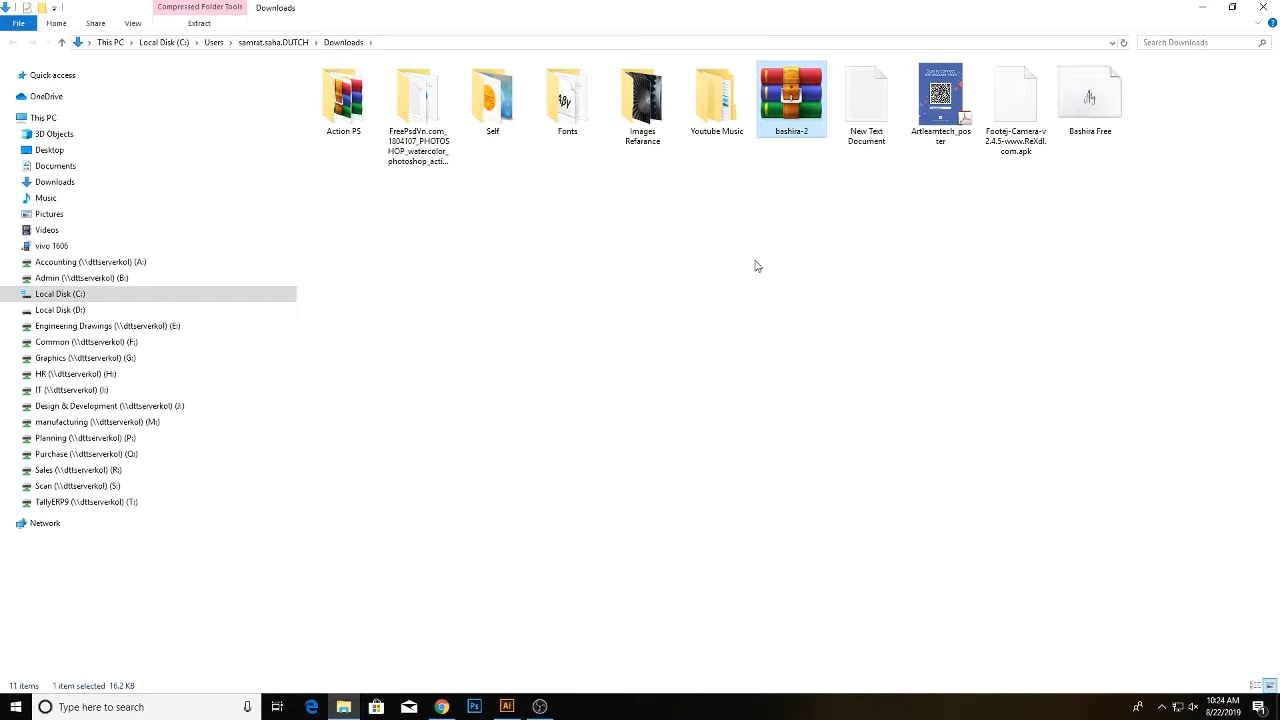 Compressed Folder Tools Downloads
File Home Share View Extract
This PC Local Disk (C:) Users samrat.saha.DUTCH Downloads Search Downloads
Quick access
OneDrive
This PC
3D Objects
Desktop
Documents
Downloads
Music
Pictures
Videos
vivo 1606
Accounting (\\dttserverkol) (A:)
Admin (\\dttserverkol) (B:)
Local Disk (C:)
Local Disk (D:)
Engineering Drawings (\\dttserverkol) (E:)
Common (\\dttserverkol) (F:)
Graphics (\\dttserverkol) (G:)
HR (\\dttserverkol) (H:)
IT (\\dttserverkol) (I:)
Design & Development (\\dttserverkol) (J:)
manufacturing (\\dttserverkol) (M:)
Planning (\\dttserverkol) (P:)
Purchase (\\dttserverkol) (Q:)
Sales (\\dttserverkol) (R:)
Scan (\\dttserverkol) (S:)
TallyERP9 (\\dttserverkol) (T:)
Network
Action PS
FreePsdVn.com_
1804107_PHOTOS
HOP_watercolor_
photoshop_acti...
Self
Fonts
Images
Refarance
Youtube Music
bashira-2
New Text
Document
Artlearntech_pos
ter
Footej-Camera-v
2.4.5-www.ReXdl.
com.apk
Bashira Free
11 items 1 item selected 16.2 KB
Type here to search
Ps
Ai
10:24 AM
8/22/2019